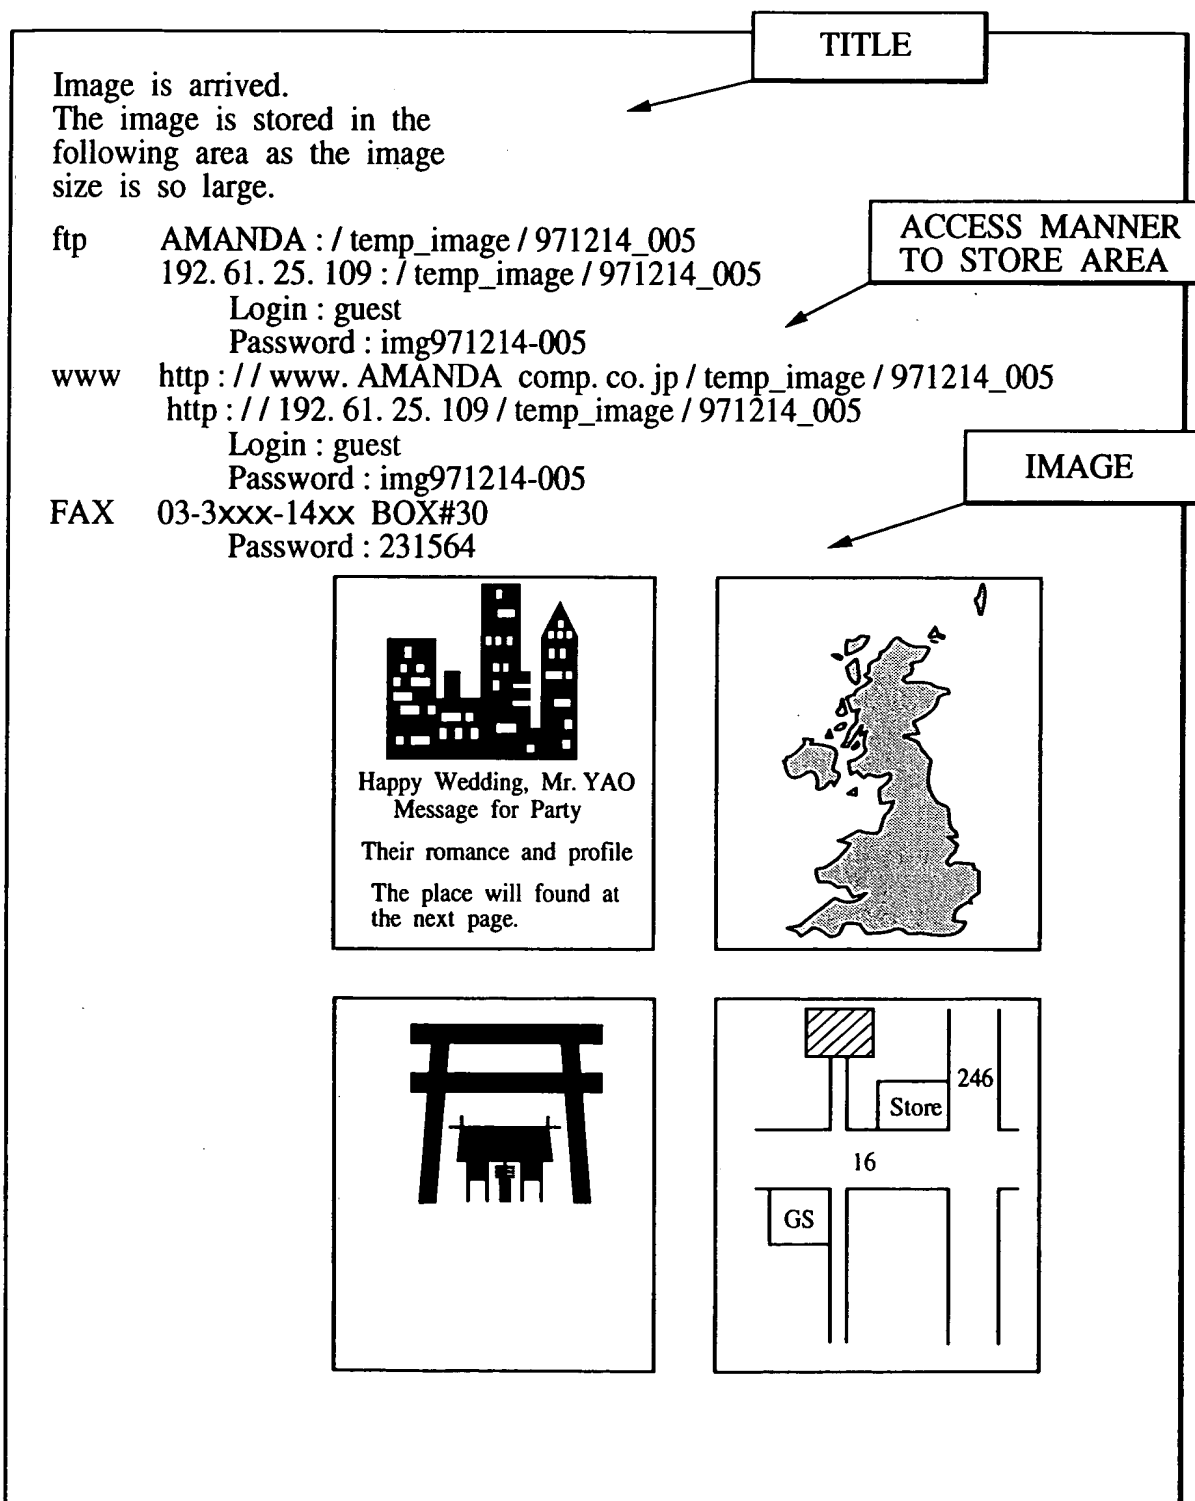 TITLE
Image is arrived.
The image is stored in the
following area as the image
size is so large.
ACCESS MANNER
TO STORE AREA
ftp AMANDA : / temp_image / 971214_005
192. 61. 25. 109 : / temp_image / 971214_005
Login : guest
Password : img971214-005
www http : / / www. AMANDA comp. co. jp / temp_image / 971214_005
http : / / 192. 61. 25. 109 / temp_image / 971214_005
Login : guest
Password : img971214-005
IMAGE
FAX 03-3xxx-14xx BOX#30
Password : 231564
Happy Wedding, Mr. YAO
Message for Party
Their romance and profile
The place will found at
the next page.
246
Store
16
GS